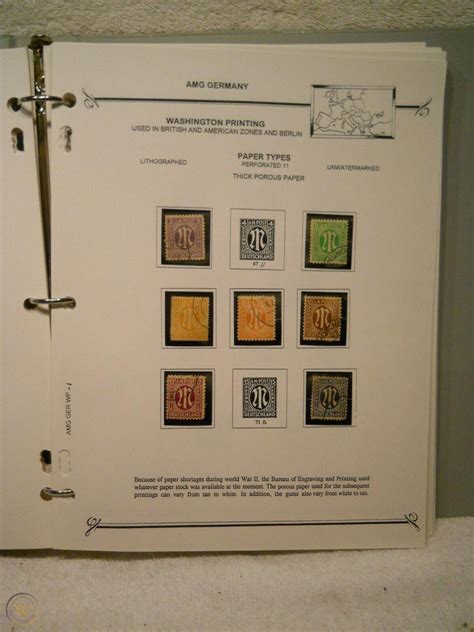 AMG GERMANY
WASHINGTON PRINTING
USED IN BRITISH AND AMERICAN ZONES AND BERLIN
LITHOGRAPHED
PAPER TYPES
PERFORATED 11
UNWATERMARKED
THICK POROUS PAPER
4 AM POST 4
DEUTSCHLAND
15 AM POST 15
DEUTSCHLAND
AMG GER WP - 1
Because of paper shortages during world War II, the Bureau of Engraving and Printing used
whatever paper stock was available at the moment. The porous paper used for the subsequent
printings can vary from tan to white. In addition, the gums also vary from white to tan.